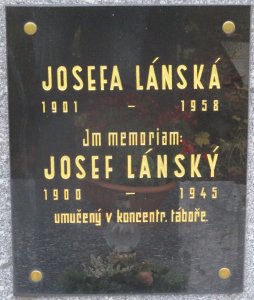 JOSEFA LÁNSKÁ
1901 – 1958
Jm memoriam:
JOSEF LÁNSKÝ
1900 – 1945
umučený v koncentr. táboře.